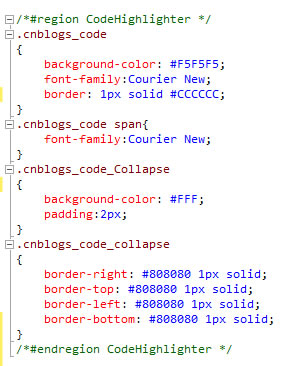 /*#region CodeHighlighter */
.cnblogs_code
{
    background-color: #F5F5F5;
    font-family:Courier New;
    border: 1px solid #CCCCCC;
}
.cnblogs_code span{
    font-family:Courier New;
}
.cnblogs_code_Collapse
{
    background-color: #FFF;
    padding:2px;
}
.cnblogs_code_collapse
{
    border-right: #808080 1px solid;
    border-top: #808080 1px solid;
    border-left: #808080 1px solid;
    border-bottom: #808080 1px solid;
}
/*#endregion CodeHighlighter */